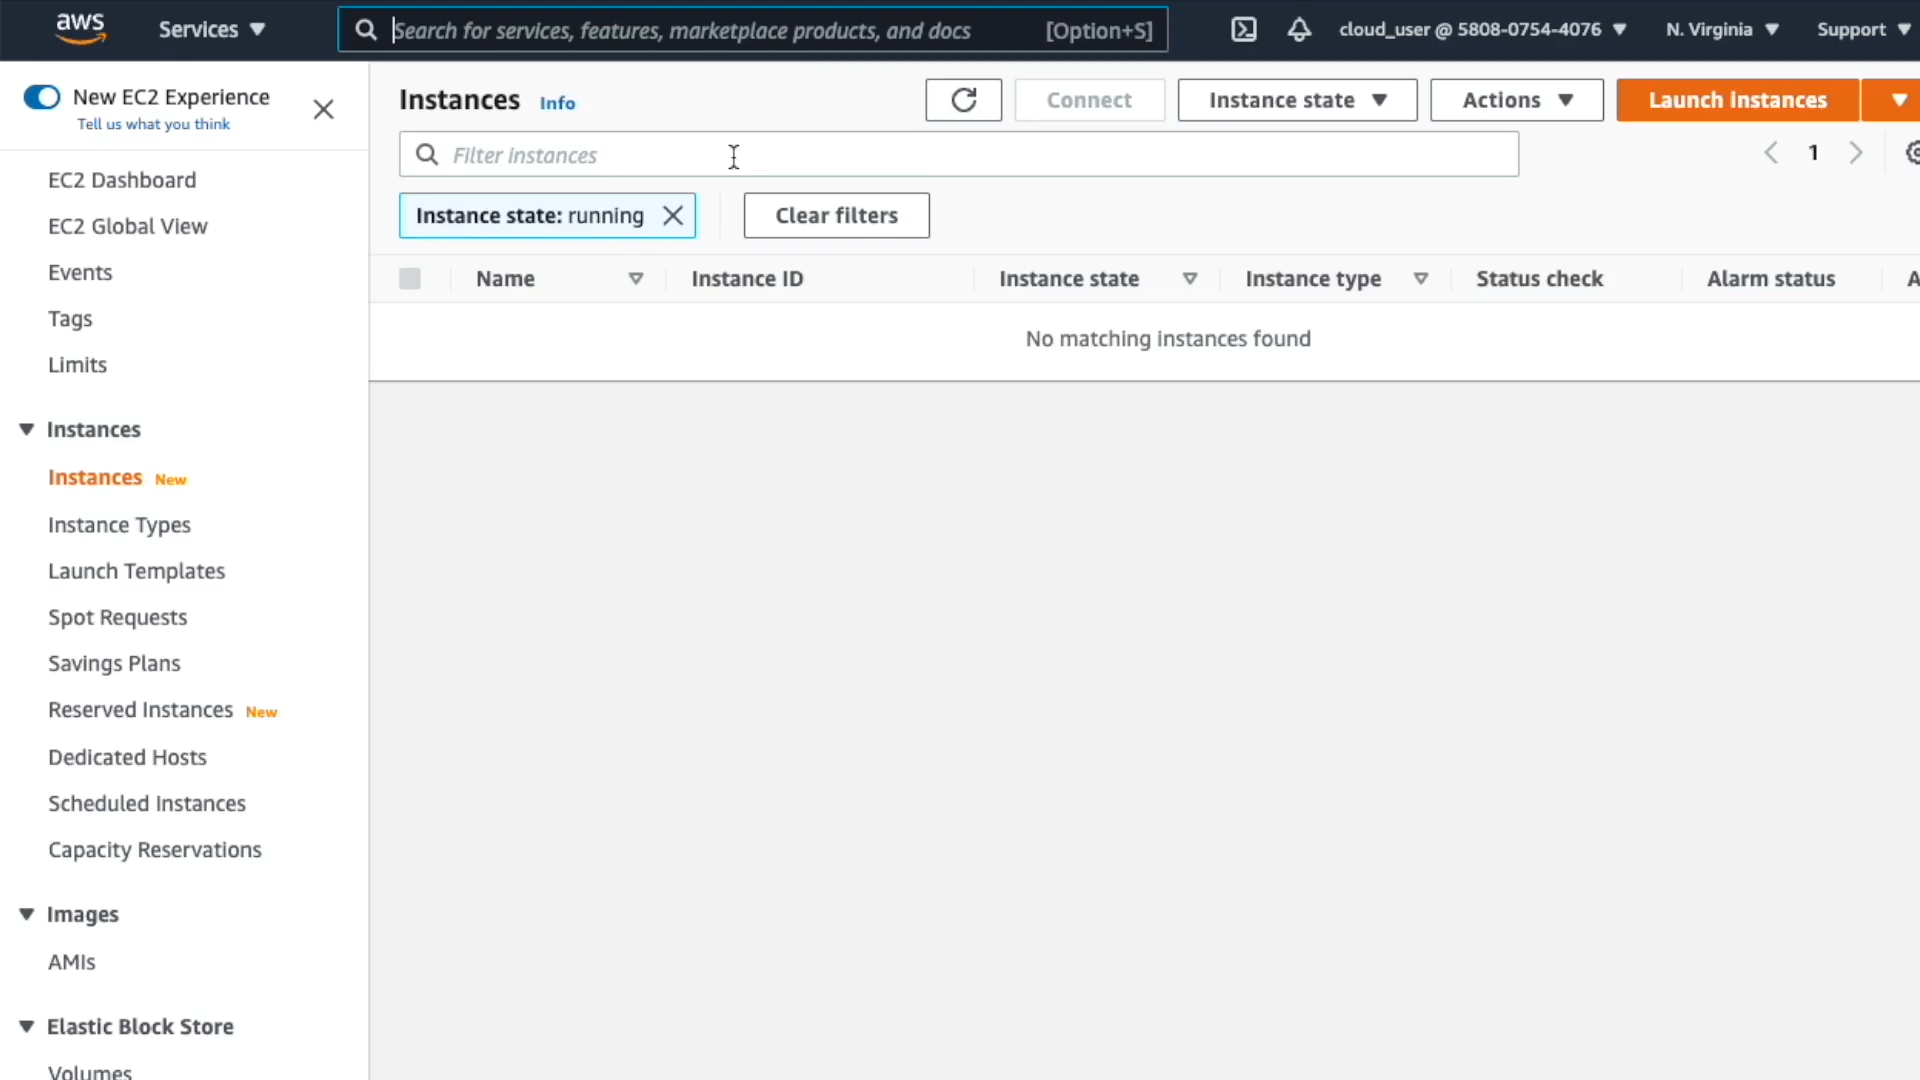 aws
Services
Search for services, features, marketplace products, and docs
[Option+S]
cloud_user @ 5808-0754-4076
N. Virginia
Support
New EC2 Experience
Tell us what you think
EC2 Dashboard
EC2 Global View
Events
Tags
Limits
Instances
Instances New
Instance Types
Launch Templates
Spot Requests
Savings Plans
Reserved Instances New
Dedicated Hosts
Scheduled Instances
Capacity Reservations
Images
AMIs
Elastic Block Store
Volumes
Instances Info
Connect
Instance state
Actions
Launch instances
Filter instances
1
Instance state: running
Clear filters
Name
Instance ID
Instance state
Instance type
Status check
Alarm status
A
No matching instances found